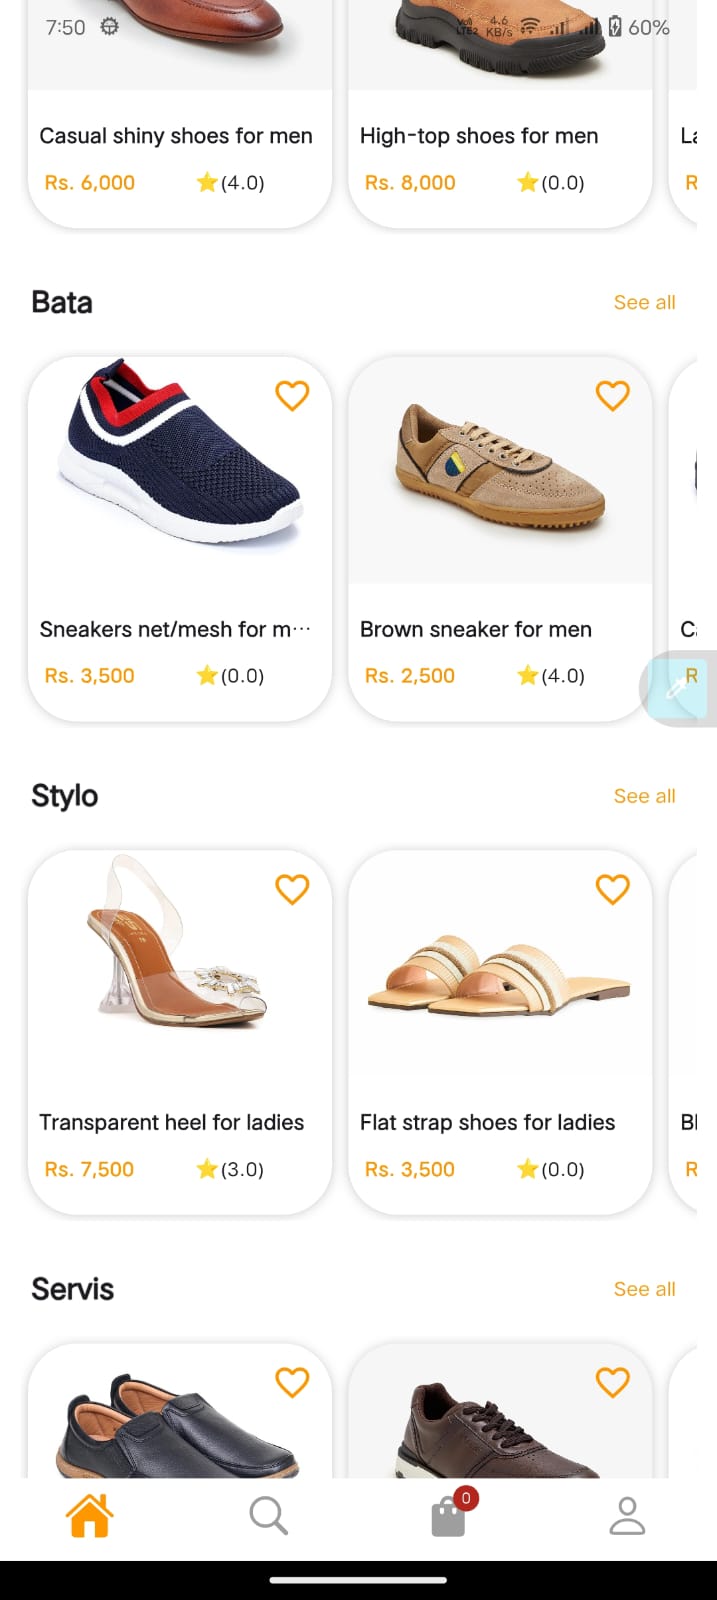 7:50 VoLTE2 4.6 KB/s 60%
Casual shiny shoes for men
High-top shoes for men
La
Rs. 6,000 ⭐(4.0)
Rs. 8,000 ⭐(0.0)
R
Bata
See all
Sneakers net/mesh for m...
Brown sneaker for men
Ca
Rs. 3,500 ⭐(0.0)
Rs. 2,500 ⭐(4.0)
R
Stylo
See all
Transparent heel for ladies
Flat strap shoes for ladies
Bl
Rs. 7,500 ⭐(3.0)
Rs. 3,500 ⭐(0.0)
R
Servis
See all
0